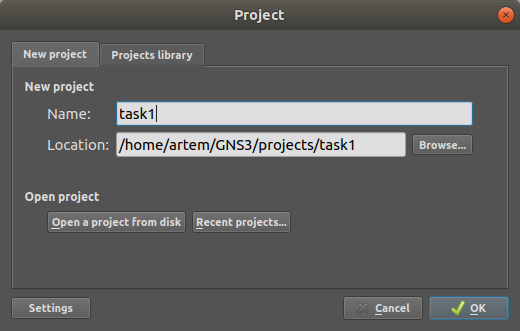 Project
New project
Projects library
New project
Name: task1
Location: /home/artem/GNS3/projects/task1 Browse...
Open project
Open a project from disk Recent projects...
Settings Cancel OK